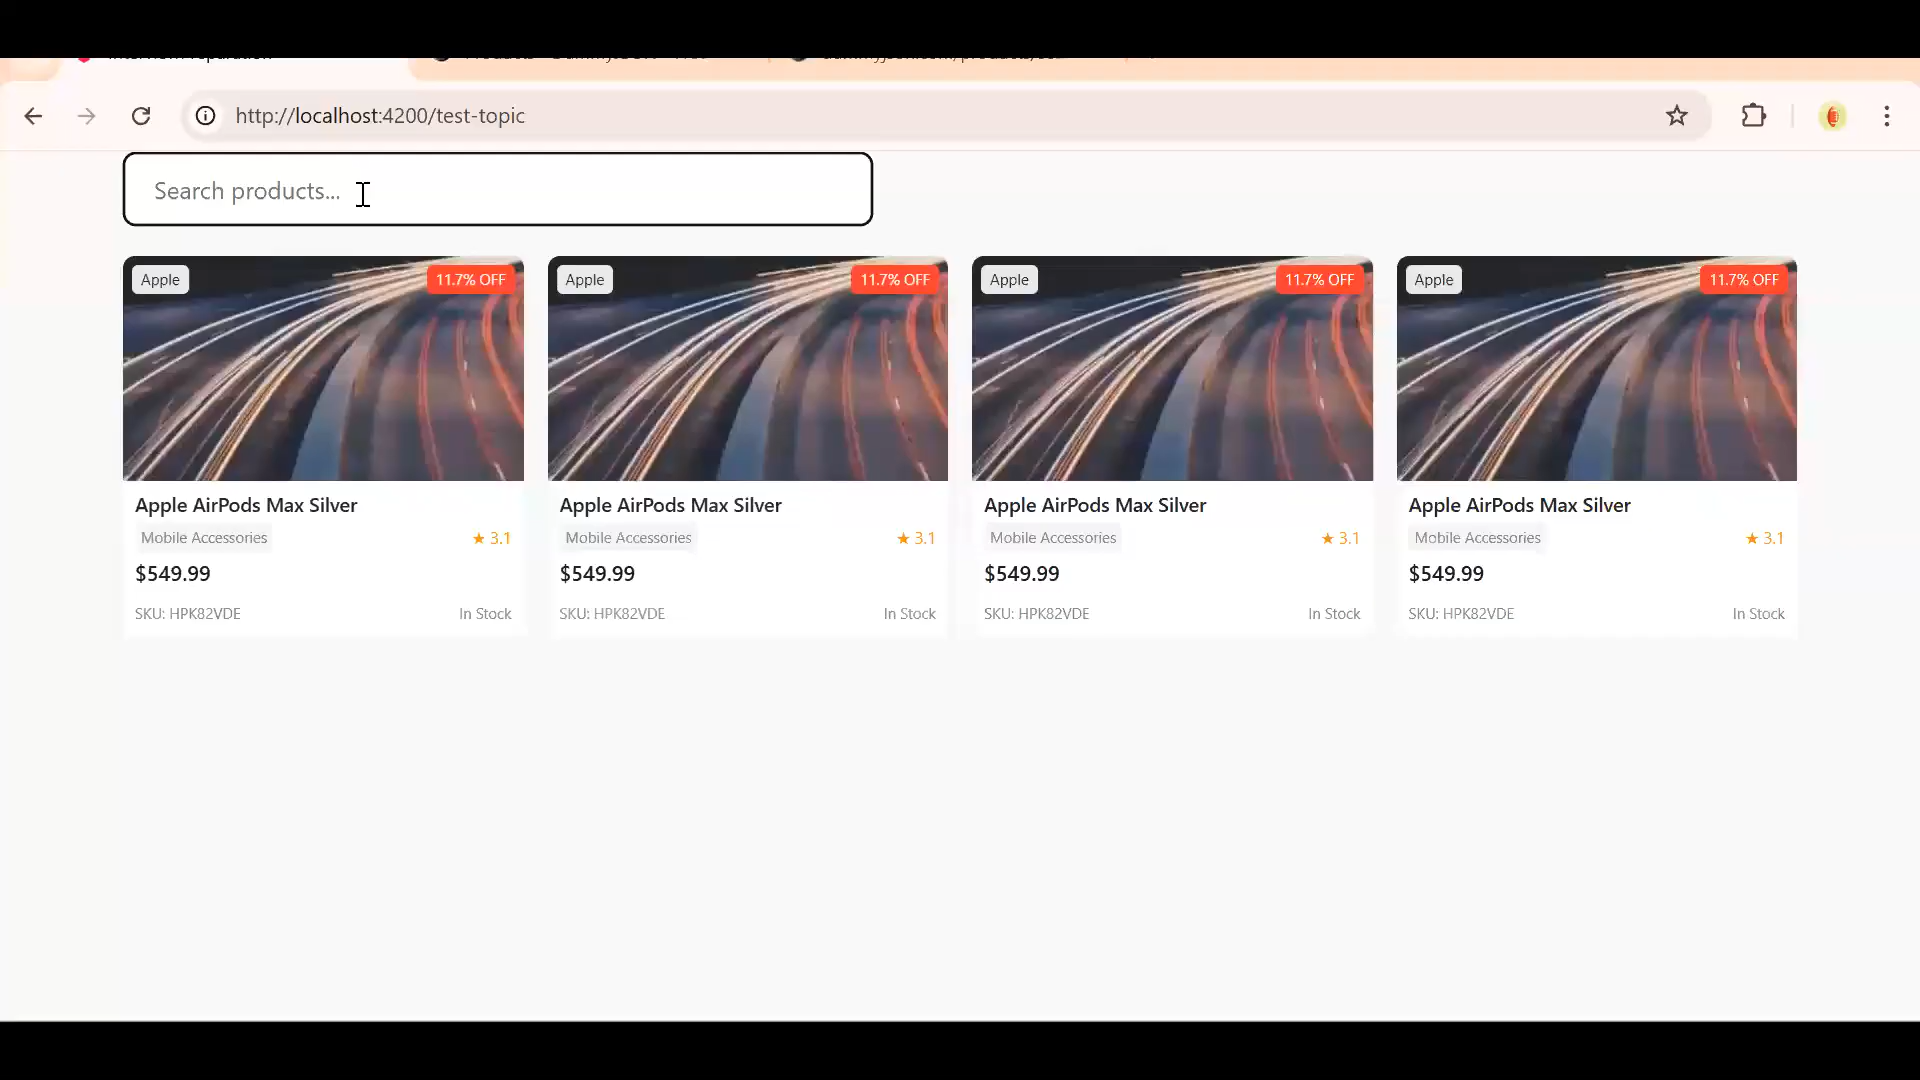 http://localhost:4200/test-topic
Search products...
Apple 11.7% OFF
Apple 11.7% OFF
Apple 11.7% OFF
Apple 11.7% OFF
Apple AirPods Max Silver
Mobile Accessories ★ 3.1
$549.99
SKU: HPK82VDE In Stock
Apple AirPods Max Silver
Mobile Accessories ★ 3.1
$549.99
SKU: HPK82VDE In Stock
Apple AirPods Max Silver
Mobile Accessories ★ 3.1
$549.99
SKU: HPK82VDE In Stock
Apple AirPods Max Silver
Mobile Accessories ★ 3.1
$549.99
SKU: HPK82VDE In Stock